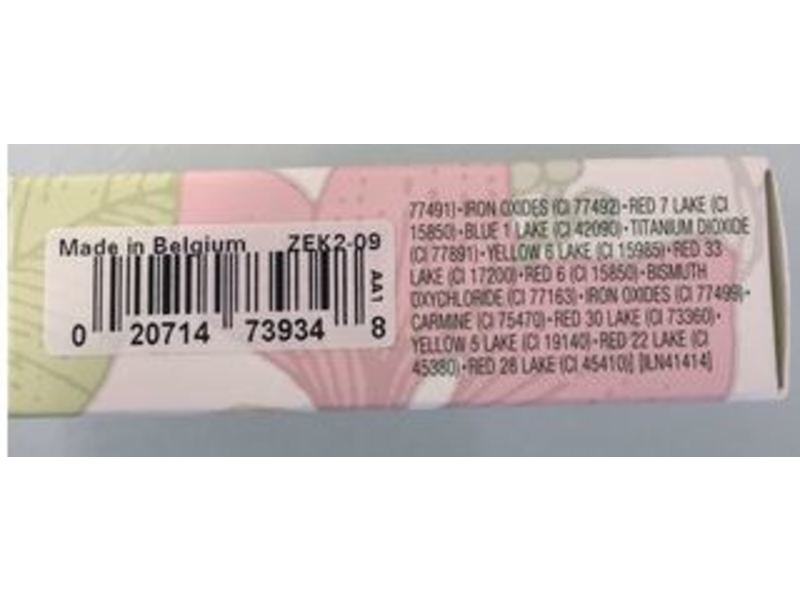 Made in Belgium ZEK2-09
AA1
0 20714 73934 8
77491) • IRON OXIDES (CI 77492) • RED 7 LAKE (CI
15850) • BLUE 1 LAKE (CI 42090) • TITANIUM DIOXIDE
(CI 77891) • YELLOW 6 LAKE (CI 15985) • RED 33
LAKE (CI 17200) • RED 6 (CI 15850) • BISMUTH
OXYCHLORIDE (CI 77163) • IRON OXIDES (CI 77499) •
CARMINE (CI 75470) • RED 30 LAKE (CI 73360) •
YELLOW 5 LAKE (CI 19140) • RED 22 LAKE (CI
45380) • RED 28 LAKE (CI 45410)] [ILN41414]